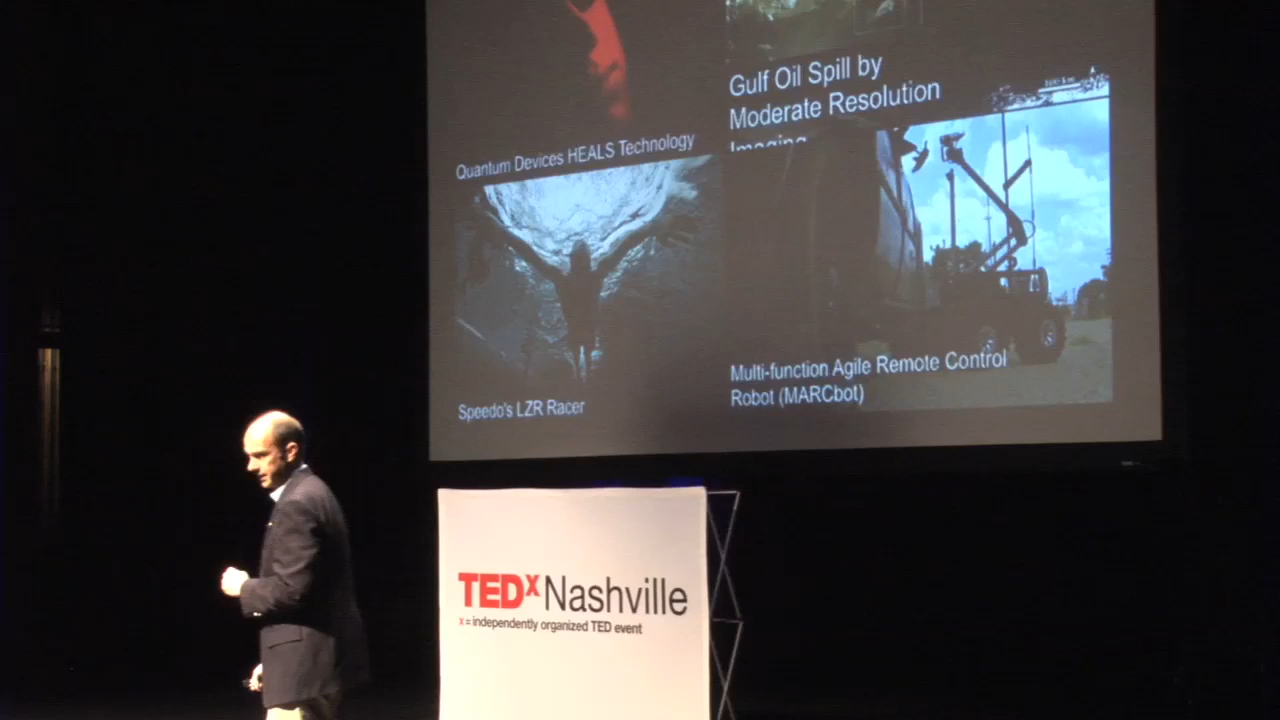 Quantum Devices HEALS Technology
Gulf Oil Spill by
Moderate Resolution
Imaging
Speedo's LZR Racer
Multi-function Agile Remote Control
Robot (MARCbot)
TEDx Nashville
x = independently organized TED event